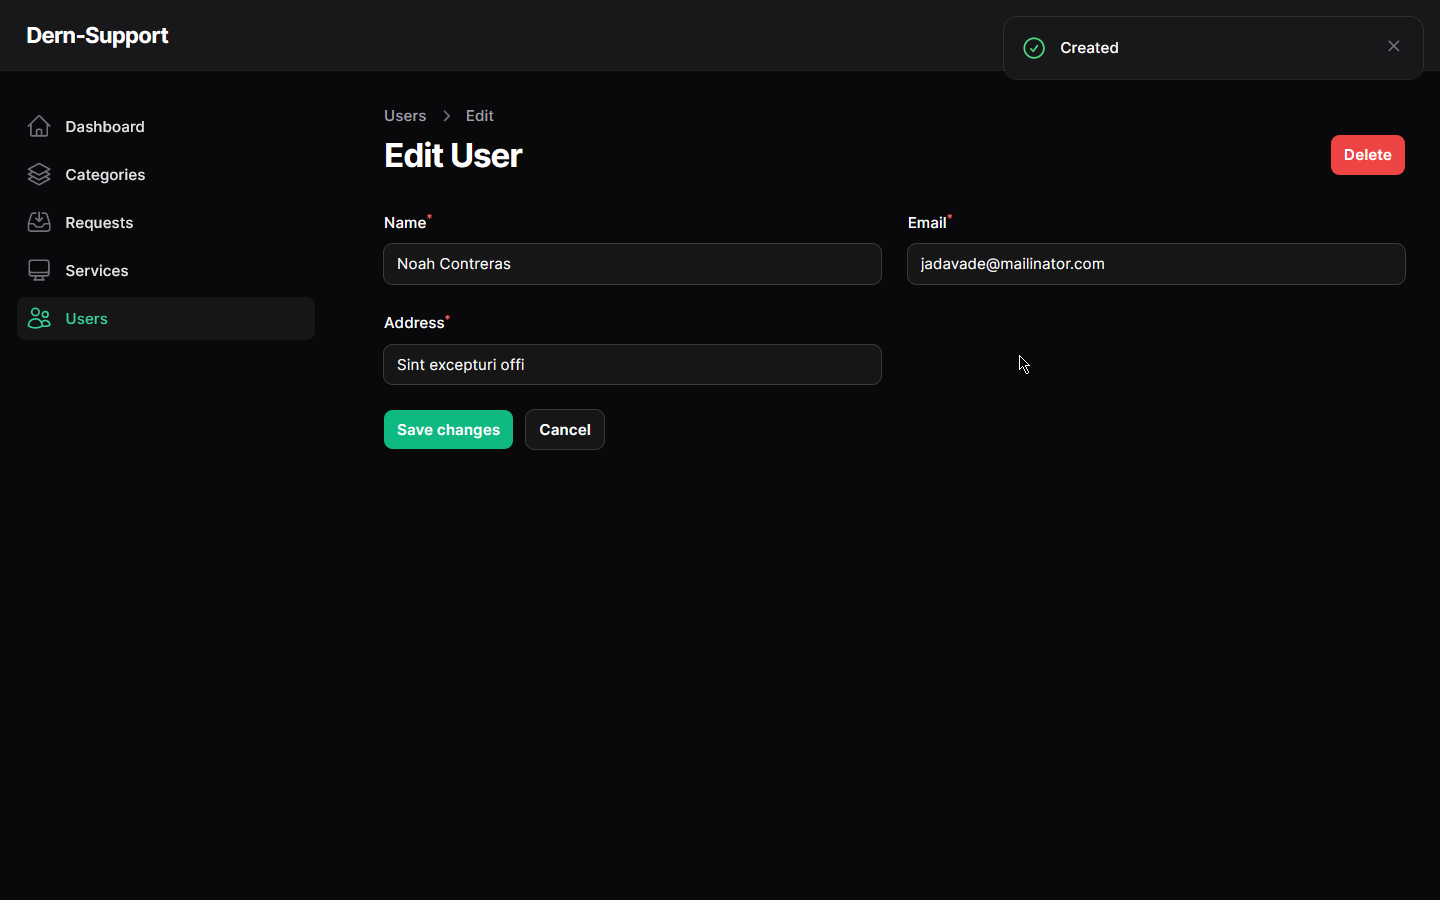 Dern-Support
Created
Dashboard
Categories
Requests
Services
Users
Users > Edit
Edit User
Delete
Name*
Noah Contreras
Email*
jadavade@mailinator.com
Address*
Sint excepturi offi
Save changes
Cancel